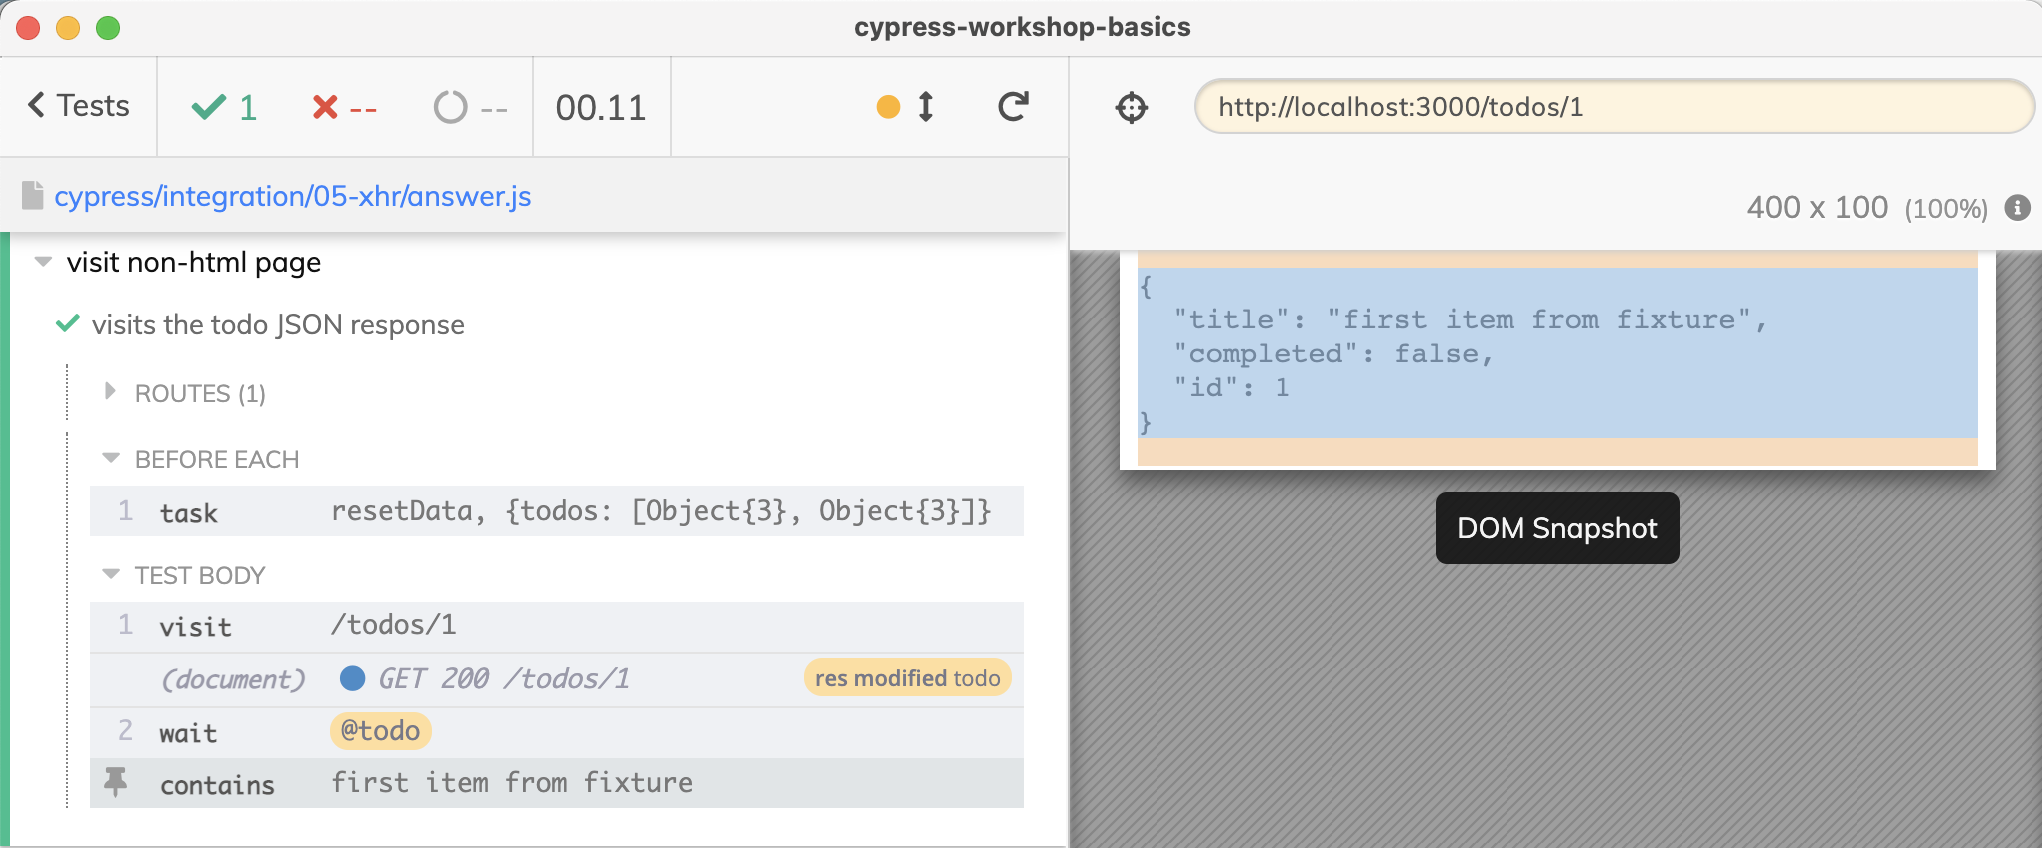 cypress-workshop-basics
Tests
1
--
--
00.11
http://localhost:3000/todos/1
cypress/integration/05-xhr/answer.js
400 x 100 (100%)
visit non-html page
visits the todo JSON response
ROUTES (1)
BEFORE EACH
1 task resetData, {todos: [Object{3}, Object{3}]}
TEST BODY
1 visit /todos/1
(document) GET 200 /todos/1 res modified todo
2 wait @todo
contains first item from fixture
{
"title": "first item from fixture",
"completed": false,
"id": 1
}
DOM Snapshot